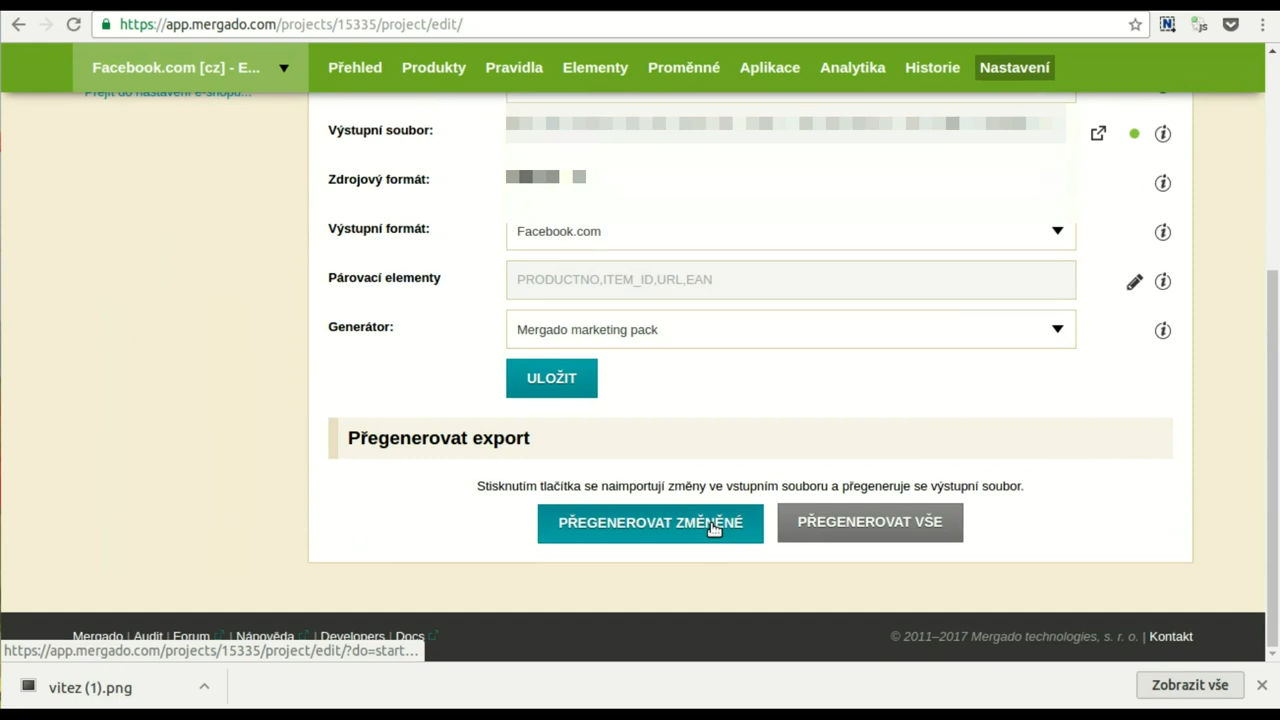 https://app.mergado.com/projects/15335/project/edit/
Facebook.com [cz] - E...
Přehled
Produkty
Pravidla
Elementy
Proměnné
Aplikace
Analytika
Historie
Nastavení
Přejít do nastavení e-shopu...
Výstupní soubor:
Zdrojový formát:
Výstupní formát:
Facebook.com
Párovací elementy
PRODUCTNO,ITEM_ID,URL,EAN
Generátor:
Mergado marketing pack
ULOŽIT
Přegenerovat export
Stisknutím tlačítka se naimportují změny ve vstupním souboru a přegeneruje se výstupní soubor.
PŘEGENEROVAT ZMĚNĚNÉ
PŘEGENEROVAT VŠE
Mergado | Audit | Forum | Nápověda | Developers | Docs
© 2011–2017 Mergado technologies, s. r. o. | Kontakt
https://app.mergado.com/projects/15335/project/edit/?do=start...
vitez (1).png
Zobrazit vše